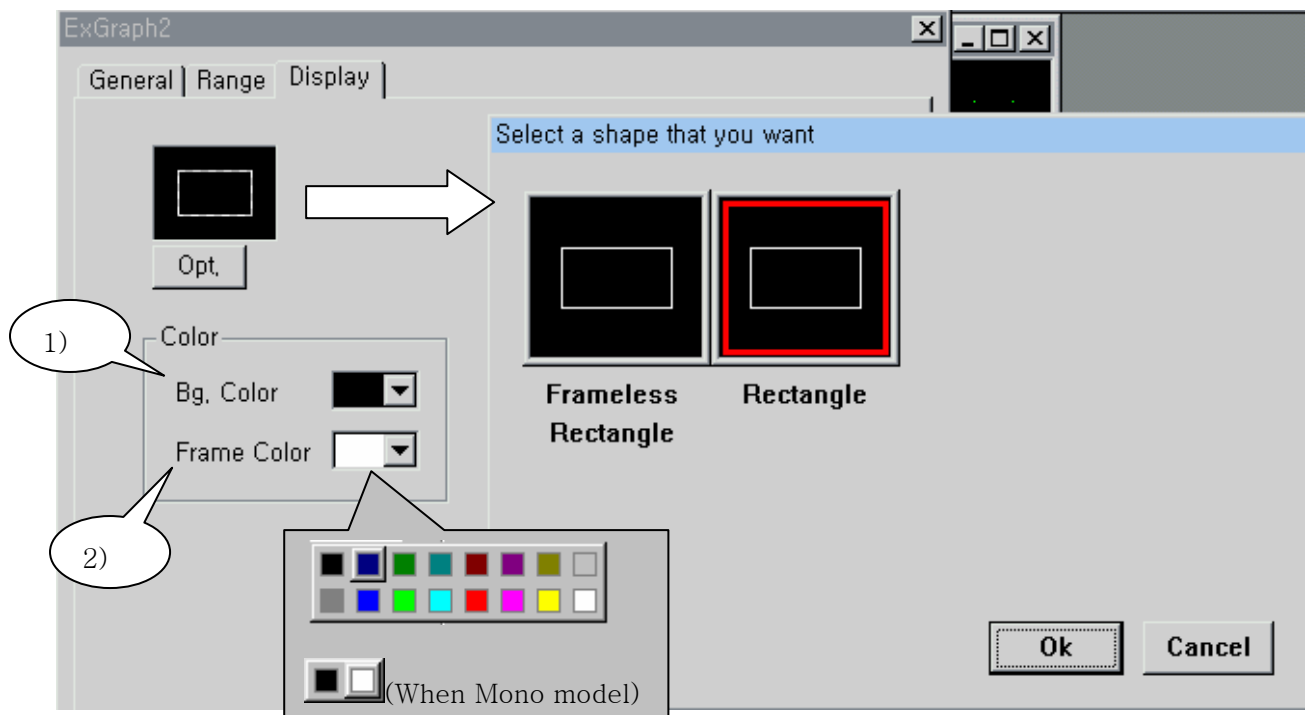 ExGraph2
General Range Display
Select a shape that you want
Opt.
1)
Color
Bg. Color
Frame Color
2)
Frameless
Rectangle
Rectangle
(When Mono model)
Ok
Cancel